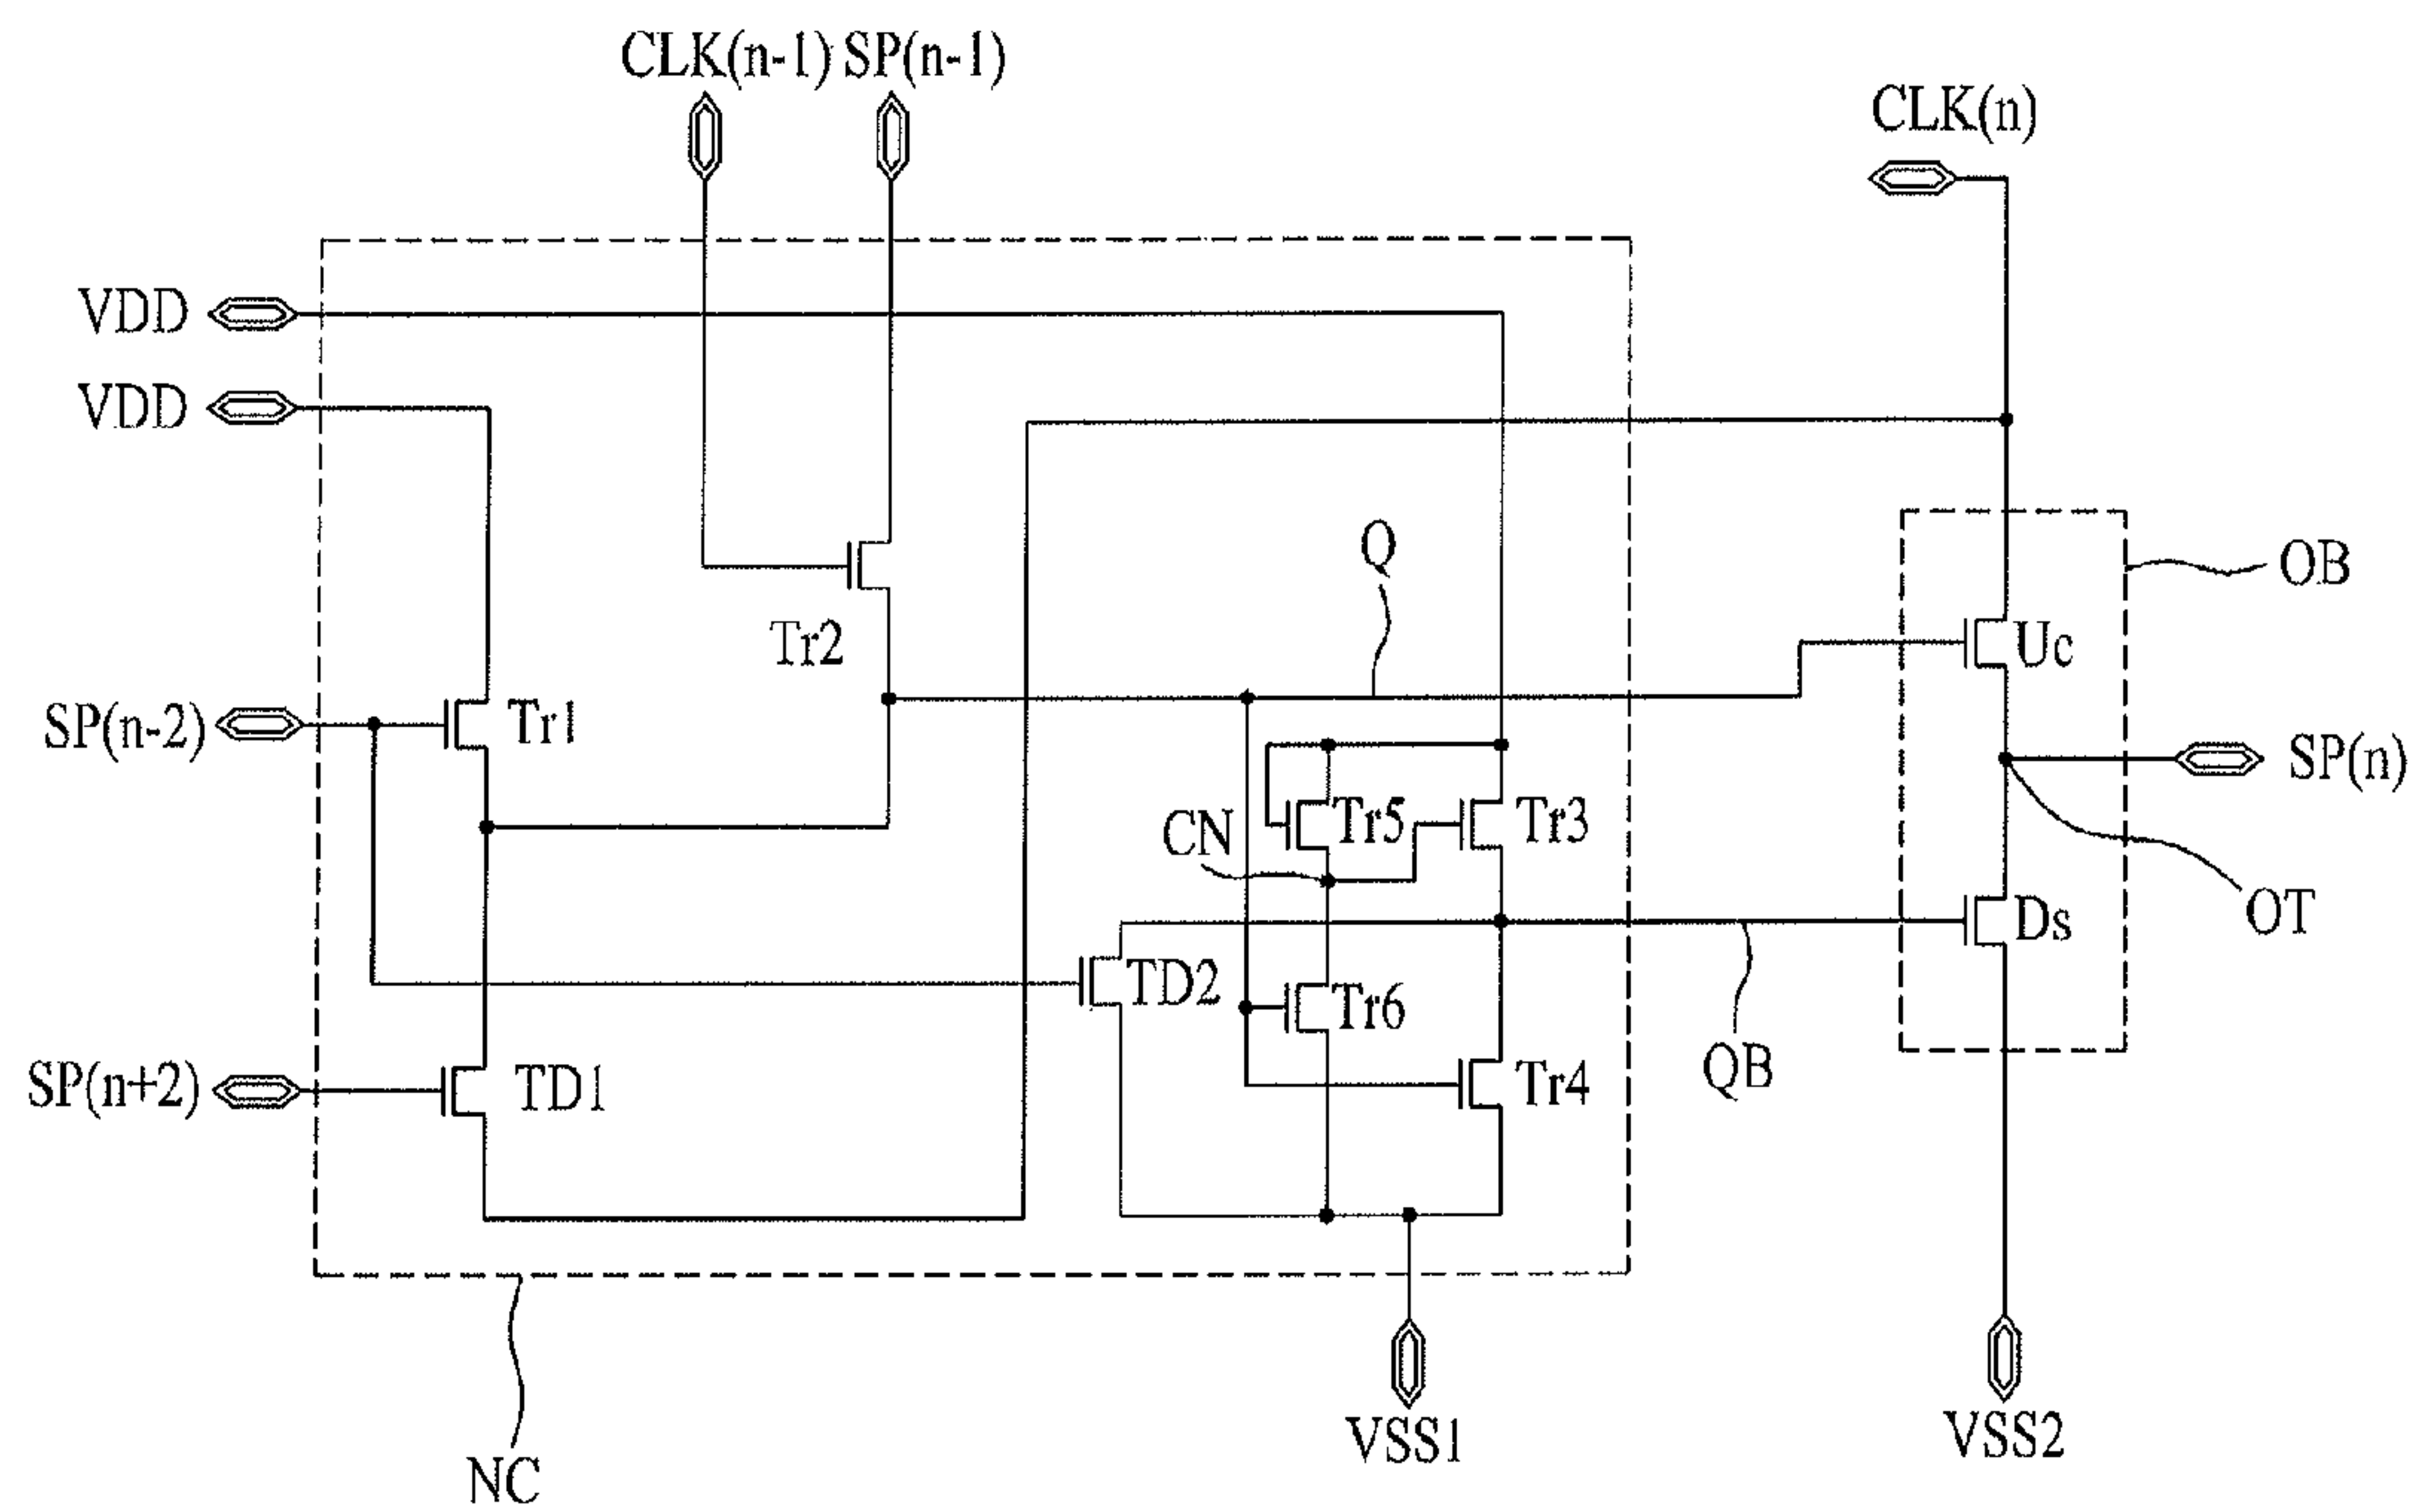 CLK(n-1) SP(n-1)
CLK(n)
VDD
VDD
Q
OB
Tr2
Uc
SP(n-2)
Tr1
SP(n)
CN
Tr5
Tr3
OT
Ds
TD2
Tr6
QB
SP(n+2)
TD1
Tr4
VSS1
VSS2
NC